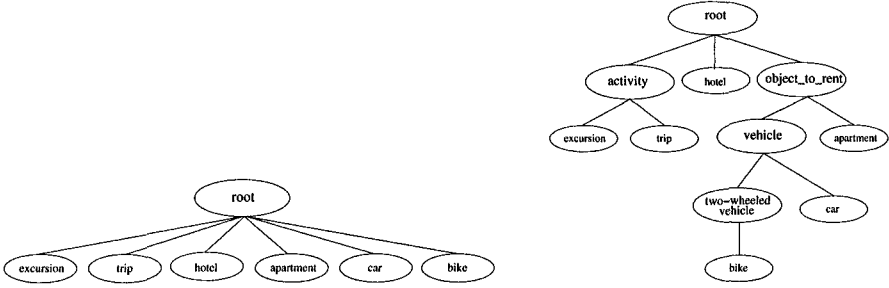 root
excursion
trip
hotel
apartment
car
bike
root
activity
hotel
object_to_rent
excursion
trip
vehicle
apartment
two-wheeled
vehicle
car
bike